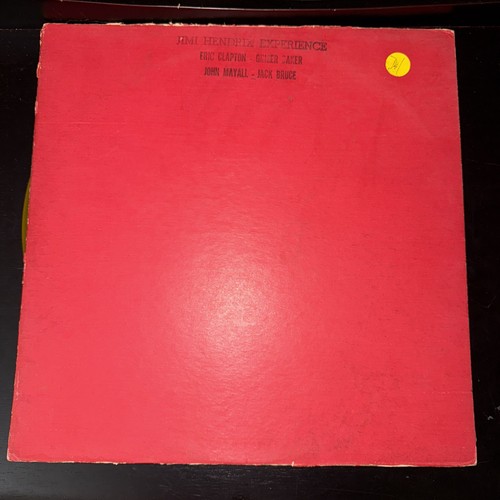 JIMI HENDRIX EXPERIENCE
ERIC CLAPTON - GINGER BAKER
JOHN MAYALL - JACK BRUCE